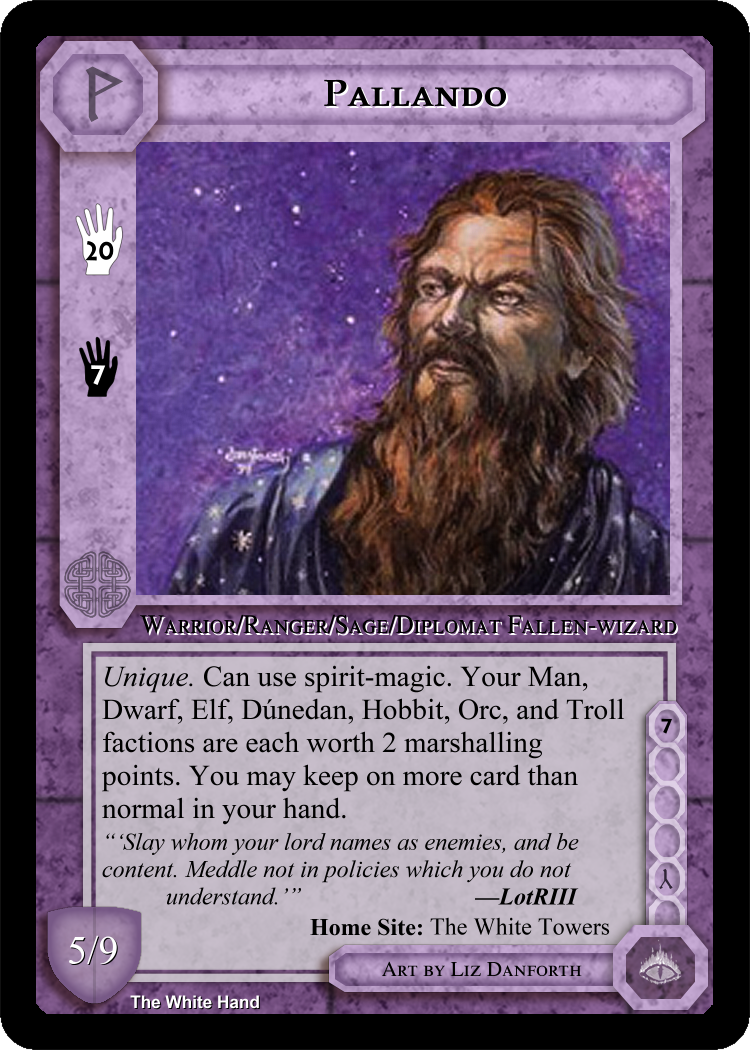 Pallando
20
7
Warrior/Ranger/Sage/Diplomat Fallen-wizard
Unique. Can use spirit-magic. Your Man,
Dwarf, Elf, Dúnedan, Hobbit, Orc, and Troll
factions are each worth 2 marshalling
points. You may keep on more card than
normal in your hand.
7
“‘Slay whom your lord names as enemies, and be
content. Meddle not in policies which you do not
understand.’” —LotRIII
Home Site: The White Towers
5/9
Art by Liz Danforth
The White Hand